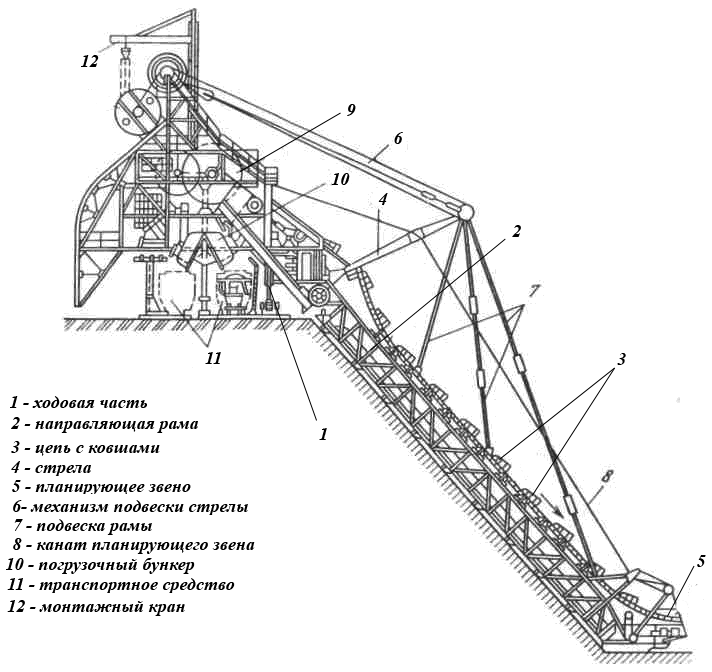 12
9
6
10
4
2
7
11
3
1
8
5
1 - ходовая часть
2 - направляющая рама
3 - цепь с ковшами
4 - стрела
5 - планирующее звено
6- механизм подвески стрелы
7 - подвеска рамы
8 - канат планирующего звена
10 - погрузочный бункер
11 - транспортное средство
12 - монтажный кран